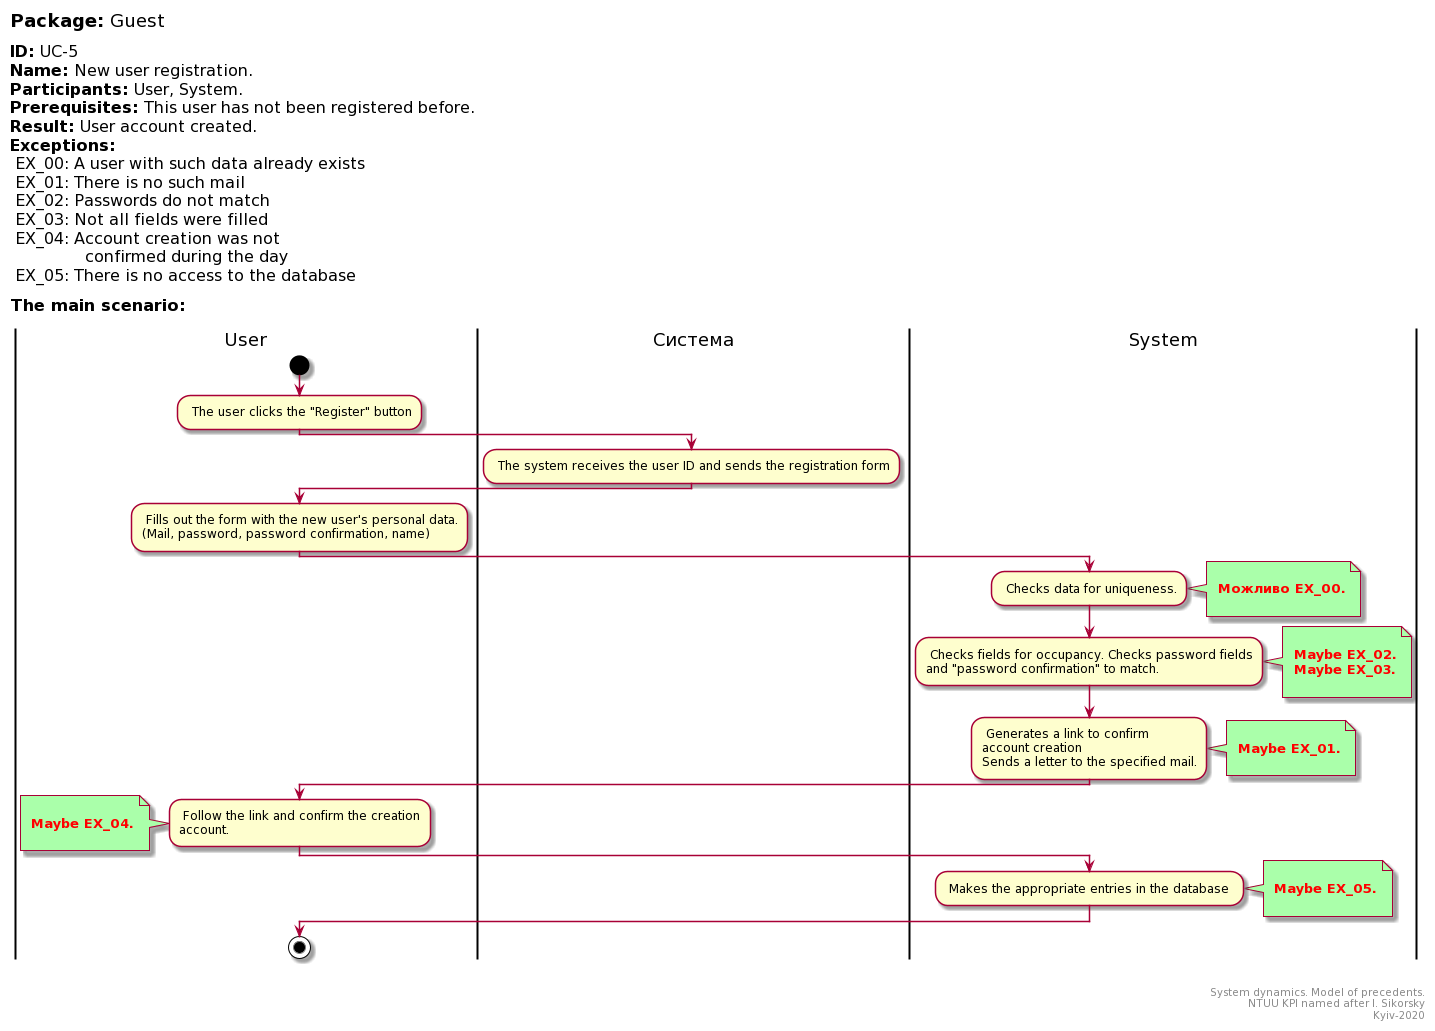 Package: Guest
ID: UC-5
Name: New user registration.
Participants: User, System.
Prerequisites: This user has not been registered before.
Result: User account created.
Exceptions:
EX_00: A user with such data already exists
EX_01: There is no such mail
EX_02: Passwords do not match
EX_03: Not all fields were filled
EX_04: Account creation was not
confirmed during the day
EX_05: There is no access to the database
The main scenario:
User
Система
System
The user clicks the "Register" button
The system receives the user ID and sends the registration form
Fills out the form with the new user's personal data.
(Mail, password, password confirmation, name)
Checks data for uniqueness.
Можливо EX_00.
Checks fields for occupancy. Checks password fields
and "password confirmation" to match.
Maybe EX_02.
Maybe EX_03.
Generates a link to confirm
account creation
Sends a letter to the specified mail.
Maybe EX_01.
Maybe EX_04.
Follow the link and confirm the creation
account.
Makes the appropriate entries in the database
Maybe EX_05.
System dynamics. Model of precedents.
NTUU KPI named after I. Sikorsky
Kyiv-2020